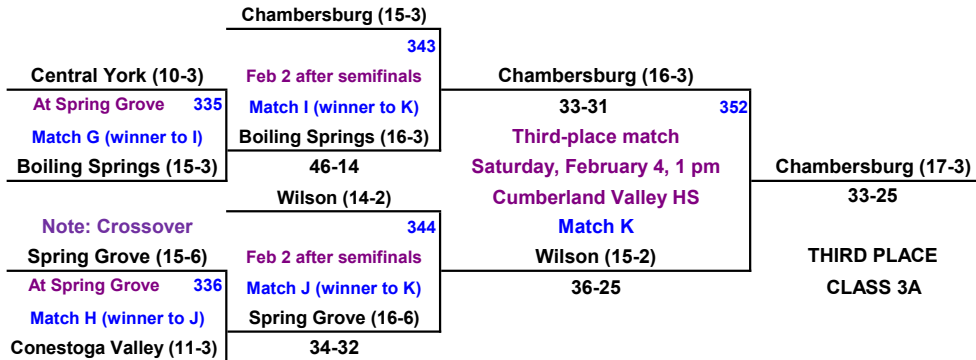 Chambersburg (15-3)
343
Central York (10-3)
Feb 2 after semifinals
Chambersburg (16-3)
At Spring Grove 335
Match I (winner to K)
33-31 352
Match G (winner to I)
Boiling Springs (16-3)
Third-place match
Boiling Springs (15-3)
46-14
Saturday, February 4, 1 pm
Chambersburg (17-3)
Wilson (14-2)
Cumberland Valley HS
33-25
Note: Crossover
344
Match K
Spring Grove (15-6)
Feb 2 after semifinals
Wilson (15-2)
THIRD PLACE
At Spring Grove 336
Match J (winner to K)
36-25
CLASS 3A
Match H (winner to J)
Spring Grove (16-6)
Conestoga Valley (11-3)
34-32